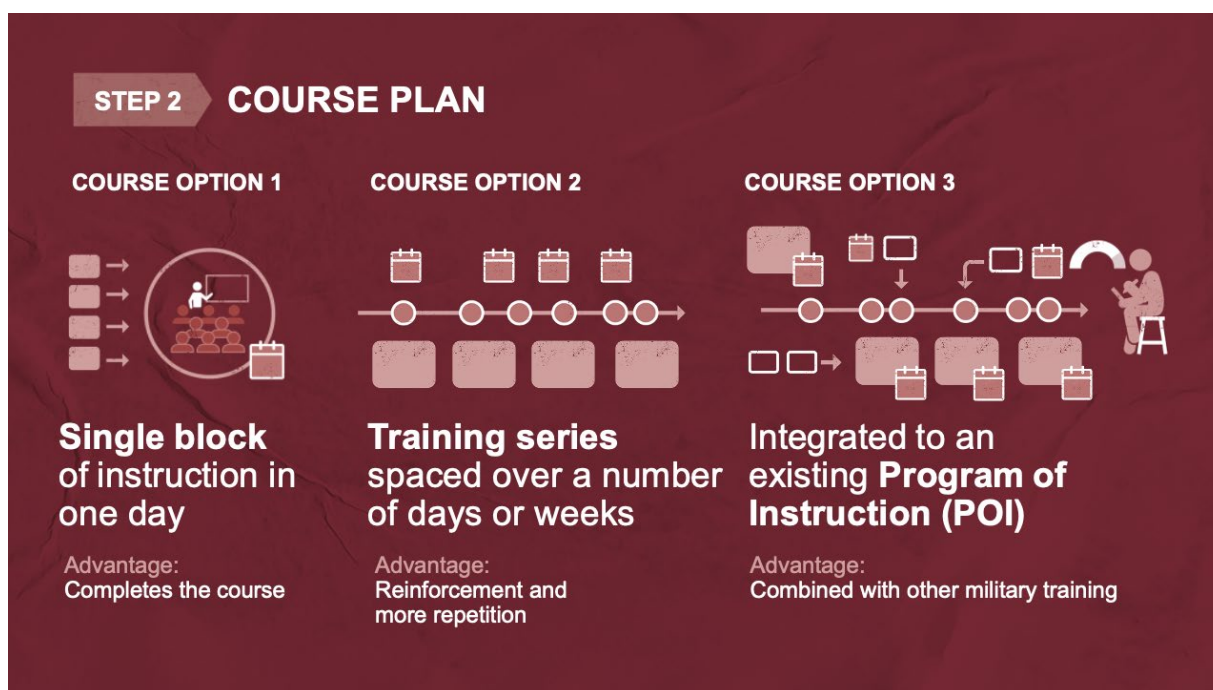 STEP 2
COURSE PLAN
COURSE OPTION 1
Single block
of instruction in
one day
Advantage:
Completes the course
COURSE OPTION 2
Training series
spaced over a number
of days or weeks
Advantage:
Reinforcement and
more repetition
COURSE OPTION 3
Integrated to an
existing Program of
Instruction (POI)
Advantage:
Combined with other military training